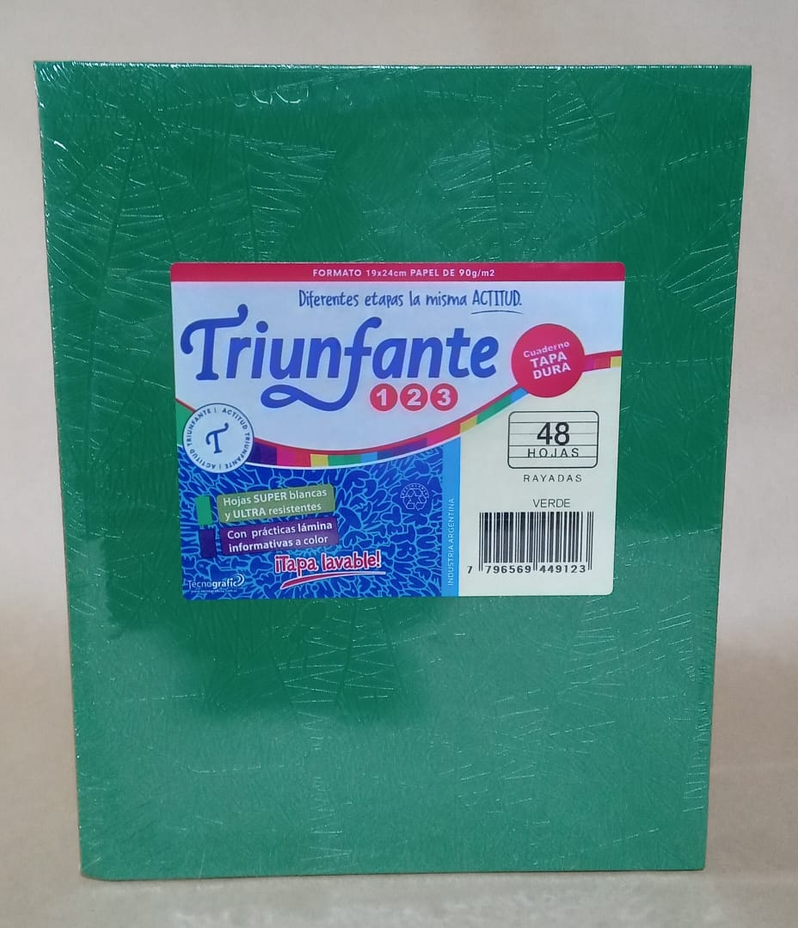 FORMATO 19x24cm PAPEL DE 90g/m2
Diferentes etapas la misma ACTITUD.
Triunfante
1 2 3
Cuaderno
TAPA
DURA
ACTITUD TRIUNFANTE | ACTITUD TRIUNFANTE |
T
48
HOJAS
RAYADAS
Hojas SUPER blancas
y ULTRA resistentes
Con prácticas lámina
informativas a color
¡Tapa lavable!
Tecnografic
INDUSTRIA ARGENTINA
VERDE
7 796569 449123